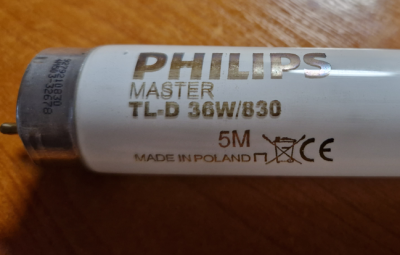 PHILIPS
MASTER
TL-D 36W/830
5M
MADE IN POLAND CE